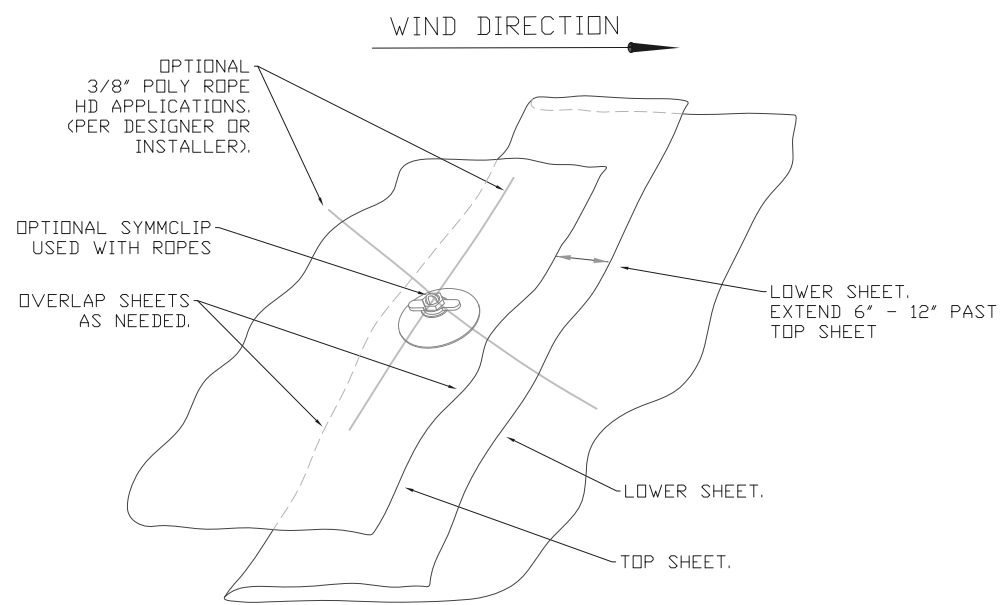 WIND DIRECTION
OPTIONAL
3/8" POLY ROPE
HD APPLICATIONS.
(PER DESIGNER OR
INSTALLER).
OPTIONAL SYMMCLIP
USED WITH ROPES
OVERLAP SHEETS
AS NEEDED.
LOWER SHEET.
EXTEND 6" - 12" PAST
TOP SHEET
LOWER SHEET.
TOP SHEET.